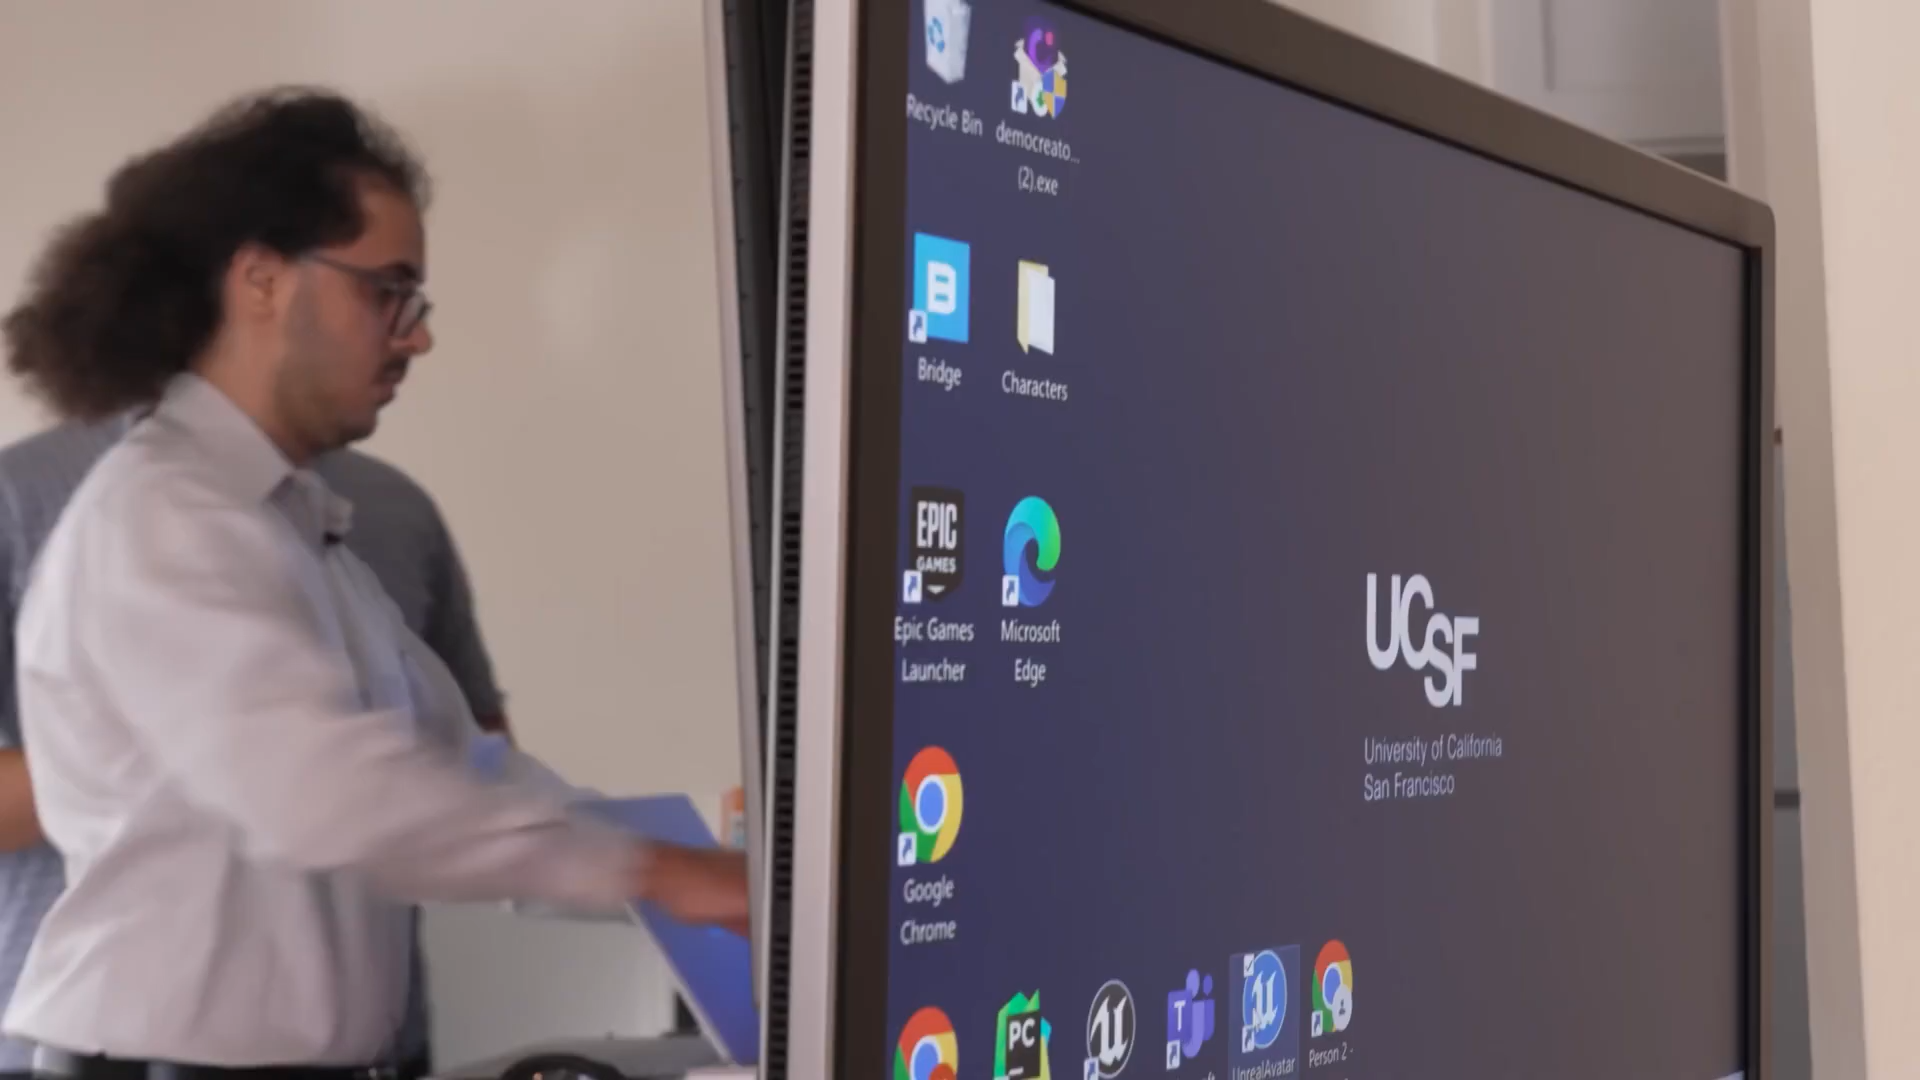 Recycle Bin
democreato...
(2).exe
B
Bridge
Characters
EPIC
GAMES
Epic Games
Launcher
Microsoft
Edge
UCSF
University of California
San Francisco
Google
Chrome
PC
T
UnrealAvatar
Person 2 -